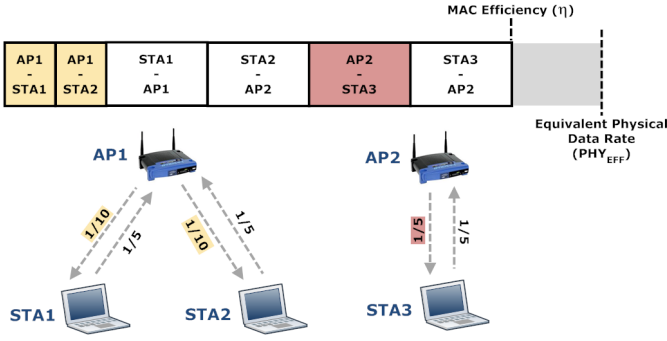 MAC Efficiency (η)
AP1 - STA1
AP1 - STA2
STA1 - AP1
STA2 - AP2
AP2 - STA3
STA3 - AP2
Equivalent Physical
Data Rate
(PHY_EFF)
AP1
AP2
1/10
1/5
1/10
1/5
1/5
1/5
STA1
STA2
STA3